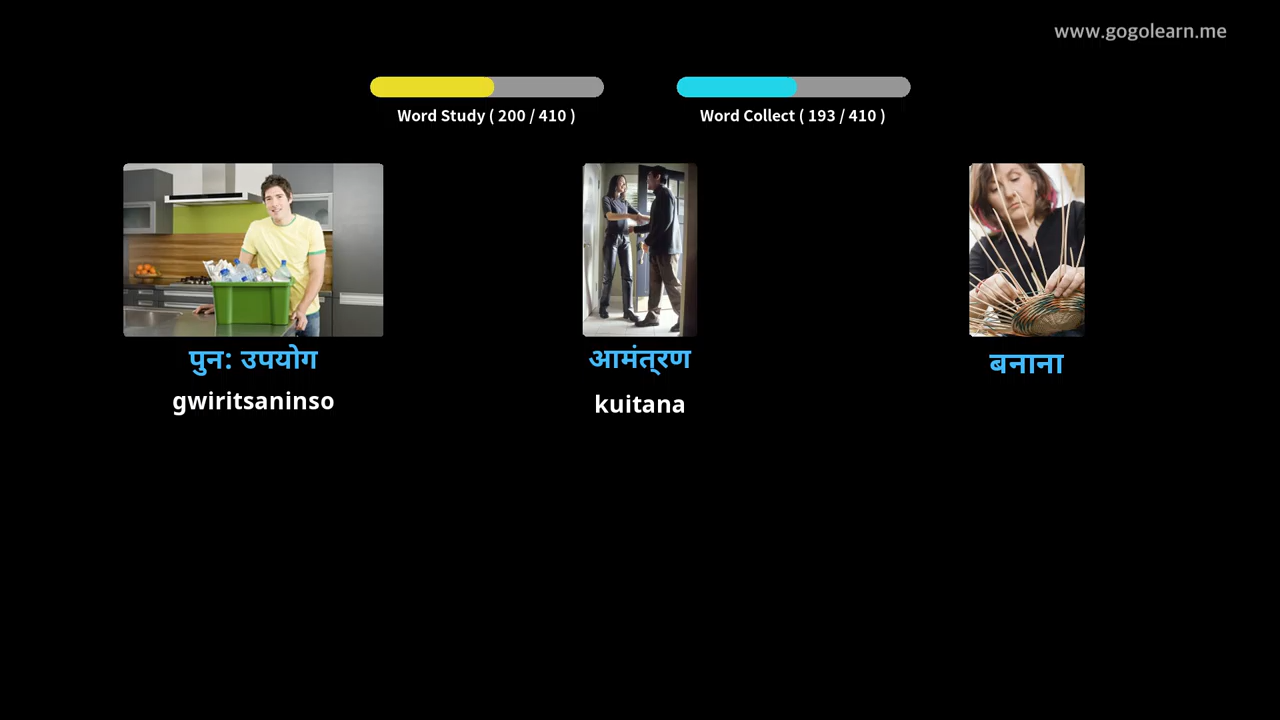 www.gogolearn.me
Word Study ( 200 / 410 )
Word Collect ( 193 / 410 )
पुन: उपयोग
gwiritsaninso
आमंत्रण
kuitana
बनाना